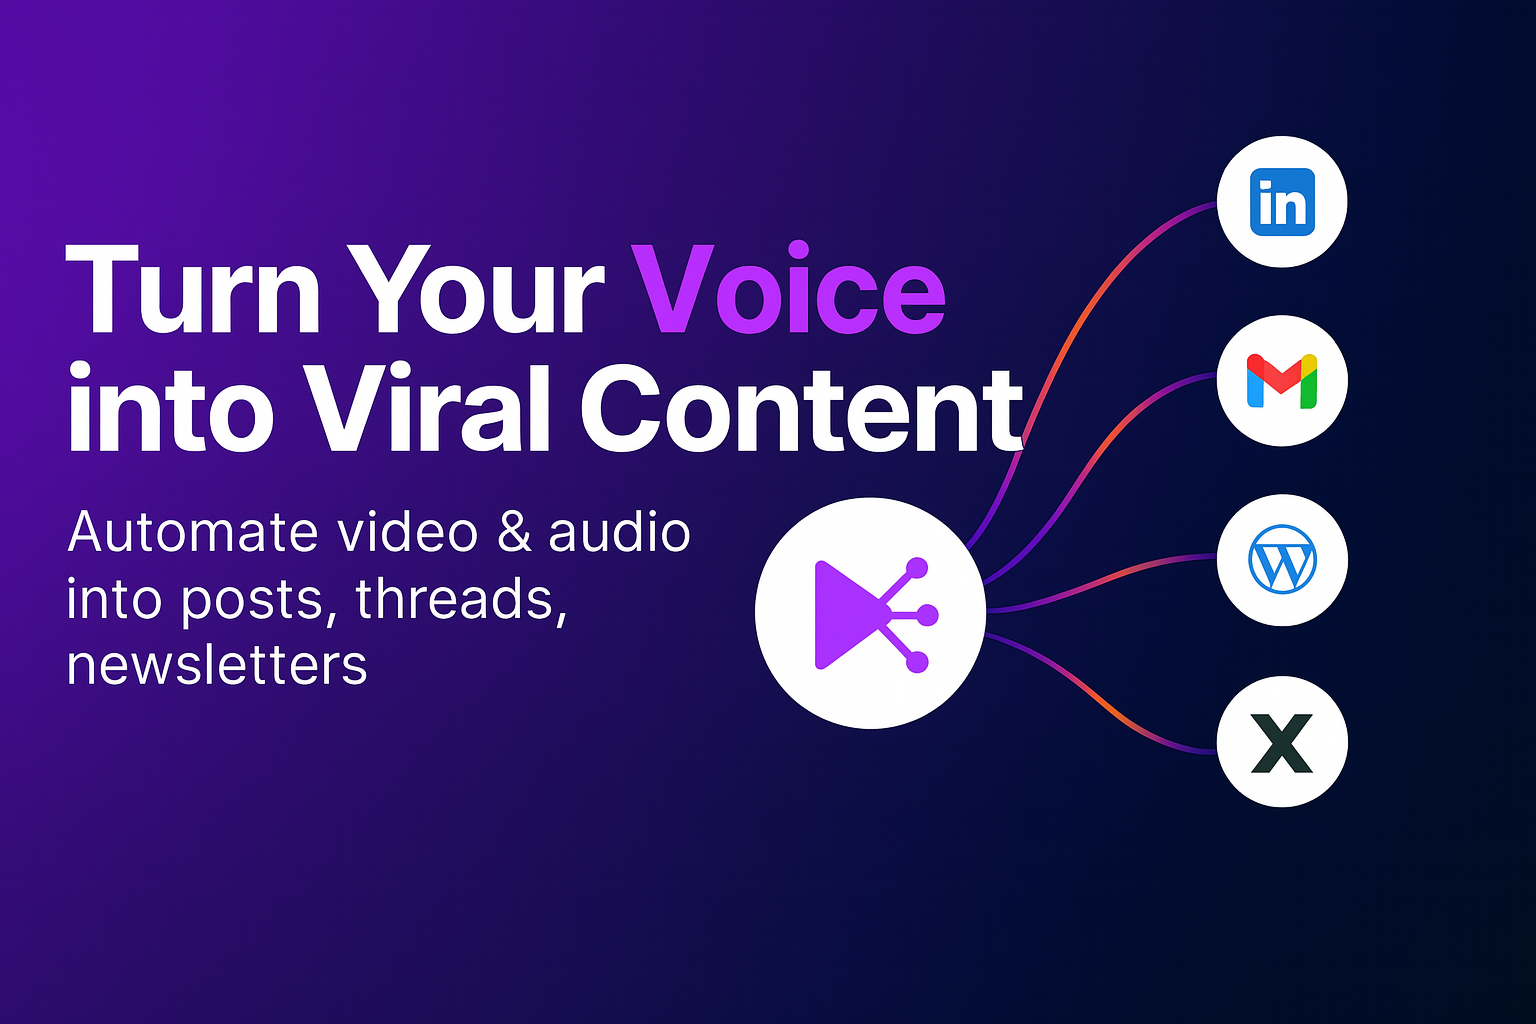 Turn Your Voice
into Viral Content
Automate video & audio
into posts, threads,
newsletters
in
X